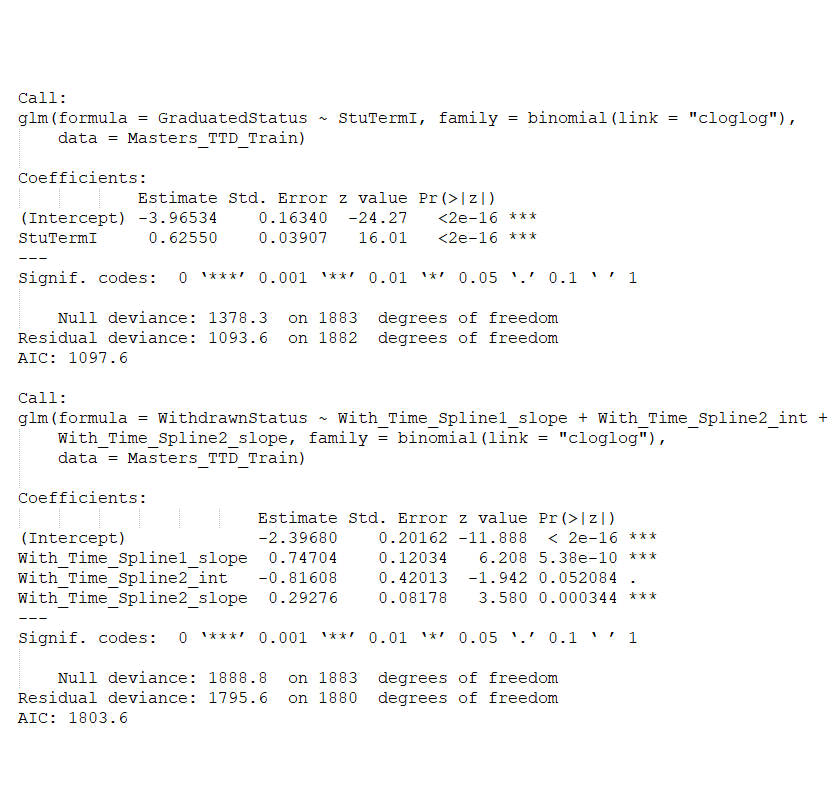 Call:
glm(formula = GraduatedStatus ~ StuTermI, family = binomial(link = "cloglog"),
    data = Masters_TTD_Train)
Coefficients:
            Estimate Std. Error z value Pr(>|z|)
(Intercept) -3.96534    0.16340  -24.27   <2e-16 ***
StuTermI     0.62550    0.03907   16.01   <2e-16 ***
---
Signif. codes:  0 ‘***’ 0.001 ‘**’ 0.01 ‘*’ 0.05 ‘.’ 0.1 ‘ ’ 1
    Null deviance: 1378.3  on 1883  degrees of freedom
Residual deviance: 1093.6  on 1882  degrees of freedom
AIC: 1097.6
Call:
glm(formula = WithdrawnStatus ~ With_Time_Spline1_slope + With_Time_Spline2_int +
    With_Time_Spline2_slope, family = binomial(link = "cloglog"),
    data = Masters_TTD_Train)
Coefficients:
                        Estimate Std. Error z value Pr(>|z|)
(Intercept)             -2.39680    0.20162 -11.888  < 2e-16 ***
With_Time_Spline1_slope  0.74704    0.12034   6.208 5.38e-10 ***
With_Time_Spline2_int   -0.81608    0.42013  -1.942 0.052084 .
With_Time_Spline2_slope  0.29276    0.08178   3.580 0.000344 ***
---
Signif. codes:  0 ‘***’ 0.001 ‘**’ 0.01 ‘*’ 0.05 ‘.’ 0.1 ‘ ’ 1
    Null deviance: 1888.8  on 1883  degrees of freedom
Residual deviance: 1795.6  on 1880  degrees of freedom
AIC: 1803.6